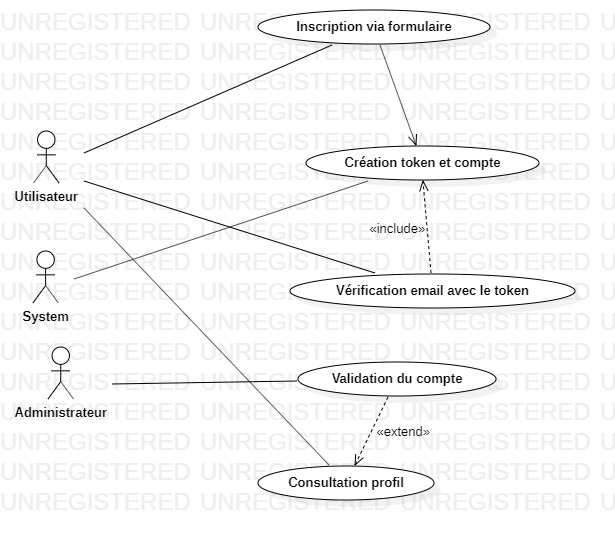 Inscription via formulaire
Création token et compte
Utilisateur
«include»
Vérification email avec le token
System
Validation du compte
Administrateur
«extend»
Consultation profil
UNREGISTERED UNREGISTERED UNREGISTERED